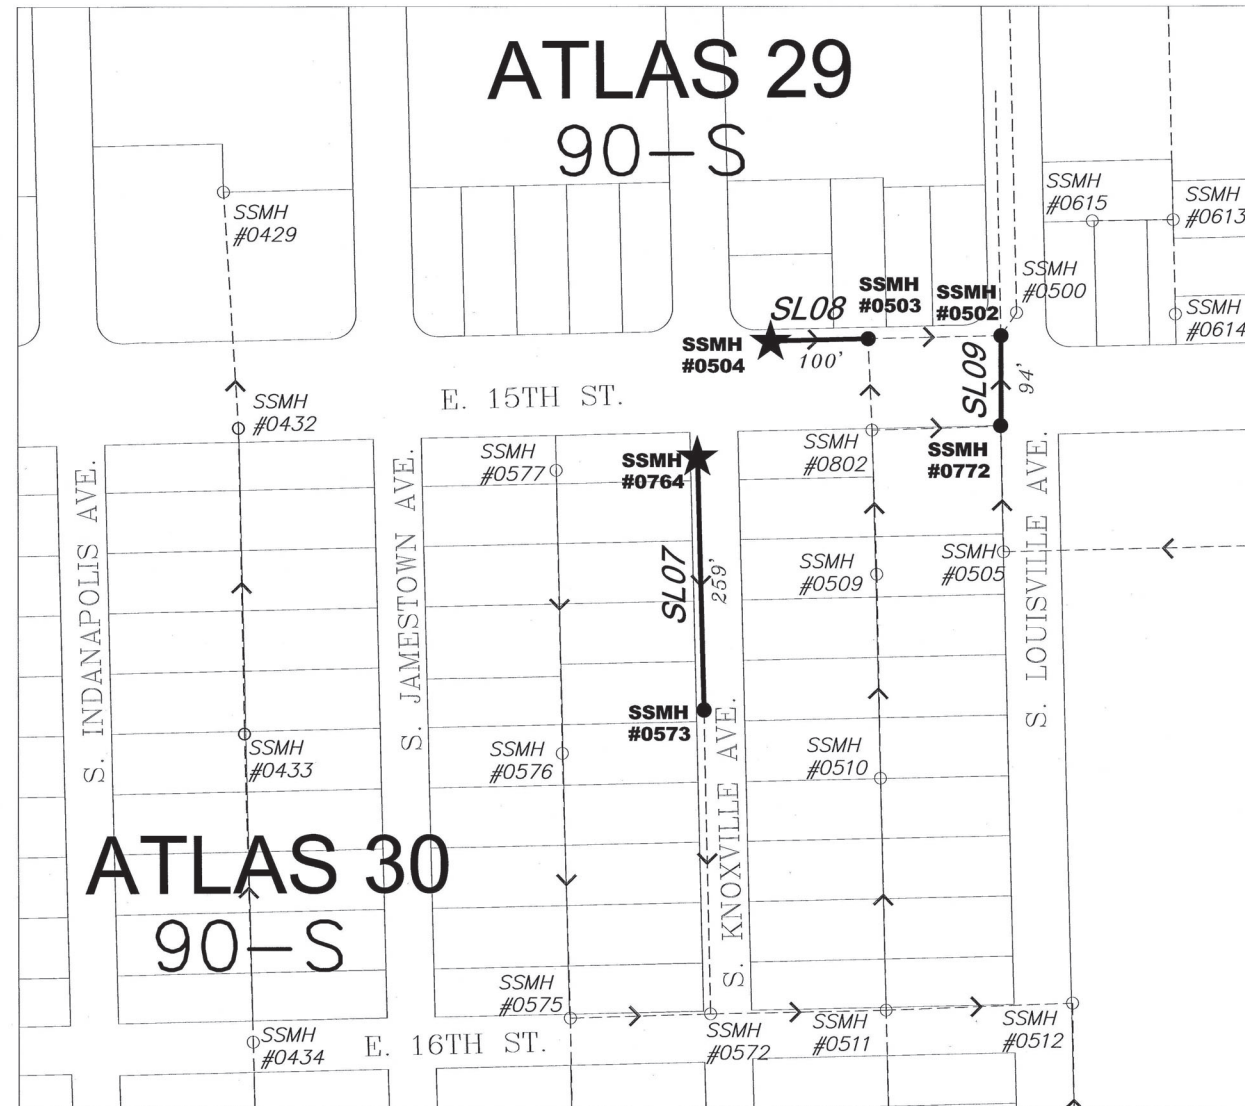 ATLAS 29
90-S
SSMH
#0429
SSMH
#0615
SSMH
#0613
SSMH
#0500
SSMH
#0614
SL08
SSMH
#0503
SSMH
#0502
SSMH
#0504
100'
SL09
94'
E. 15TH ST.
SSMH
#0432
SSMH
#0577
SSMH
#0764
SSMH
#0802
SSMH
#0772
S. INDANAPOLIS AVE.
S. JAMESTOWN AVE.
SL07
259'
SSMH
#0509
SSMH
#0505
S. LOUISVILLE AVE.
SSMH
#0433
SSMH
#0576
SSMH
#0573
S. KNOXVILLE AVE.
SSMH
#0510
ATLAS 30
90-S
SSMH
#0575
SSMH
#0434
E. 16TH ST.
SSMH
#0572
SSMH
#0511
SSMH
#0512